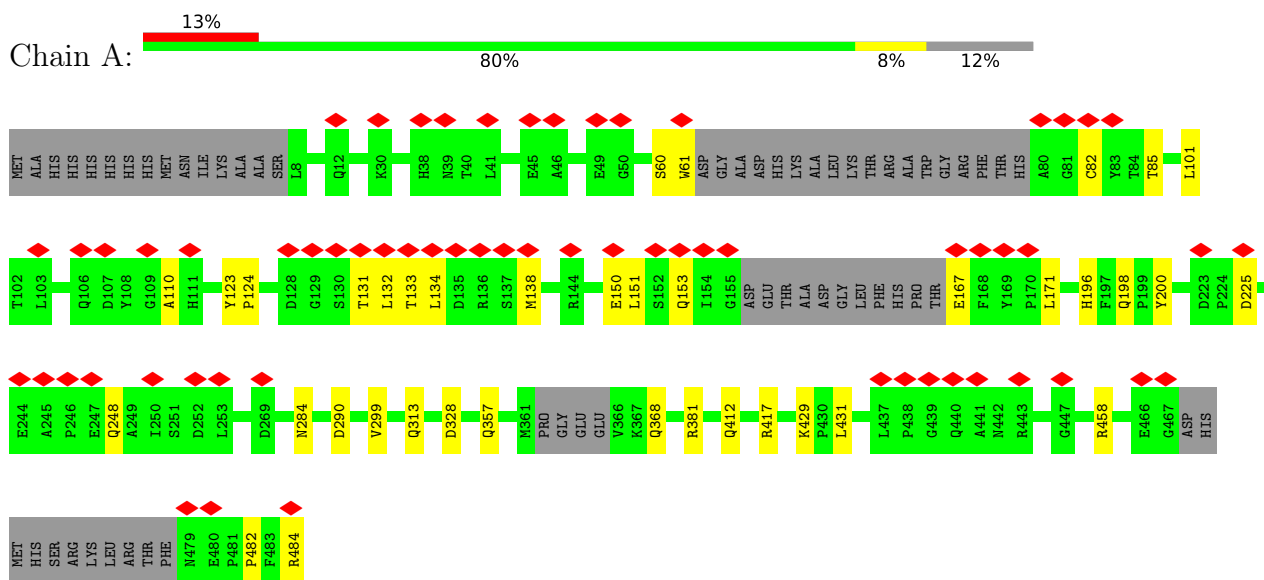 13%
Chain A:
80% 8% 12%
MET ALA HIS HIS HIS HIS HIS HIS MET ASN ILE LYS ALA ALA SER L8 Q12 K30 H38 N39 T40 L41 E45 A46 E49 G50 S60 W61 ASP GLY ALA ASP HIS LYS ALA LEU LYS THR ARG ALA TRP GLY ARG PHE THR HIS A80 G81 C82 Y83 T84 T85 L101
T102 L103 Q106 D107 Y108 G109 A110 H111 Y123 P124 D128 G129 S130 T131 L132 T133 L134 D135 R136 S137 M138 R144 E150 L151 S152 Q153 I154 G155 ASP GLU THR ALA ASP GLY LEU PHE HIS PRO THR E167 F168 Y169 P170 L171 H196 F197 Q198 P199 Y200 D223 P224 D225
E244 A245 P246 E247 Q248 A249 I250 S251 D252 L253 D269 N284 D290 V299 Q313 D328 Q357 M361 PRO GLY GLU GLU V366 K367 Q368 R381 Q412 R417 K429 P430 L431 L437 P438 G439 Q440 A441 N442 R443 G447 R458 E466 G467 ASP HIS
MET HIS SER ARG LYS LEU ARG THR PHE N479 E480 P481 P482 F483 R484